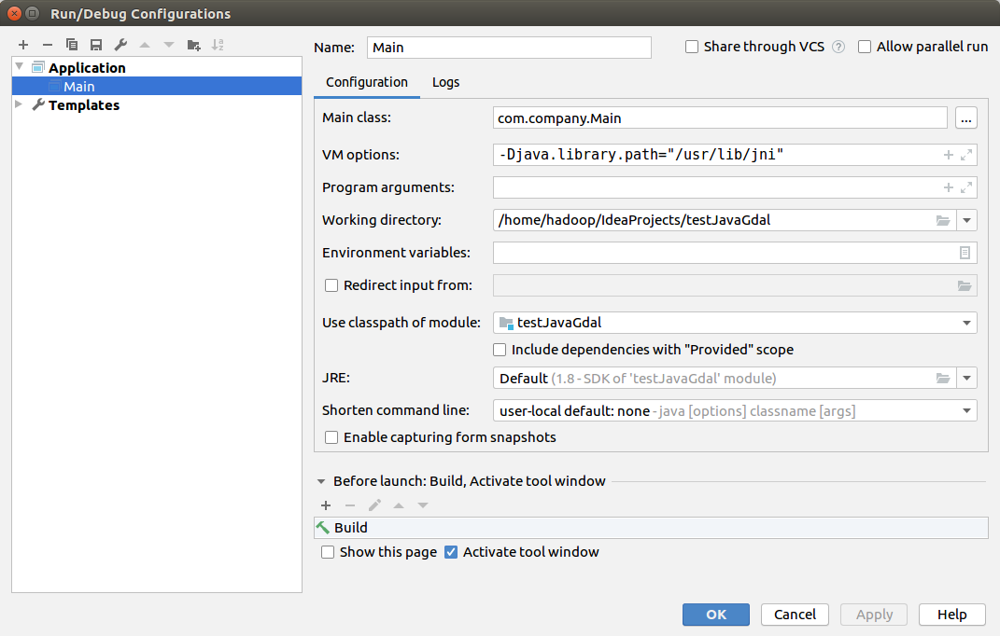 Run/Debug Configurations
Name: Main Share through VCS ? Allow parallel run
Application
Main
Templates
Configuration Logs
Main class: com.company.Main ...
VM options: -Djava.library.path="/usr/lib/jni"
Program arguments:
Working directory: /home/hadoop/IdeaProjects/testJavaGdal
Environment variables:
Redirect input from:
Use classpath of module: testJavaGdal
Include dependencies with "Provided" scope
JRE: Default (1.8 - SDK of 'testJavaGdal' module)
Shorten command line: user-local default: none - java [options] classname [args]
Enable capturing form snapshots
Before launch: Build, Activate tool window
Build
Show this page Activate tool window
OK Cancel Apply Help